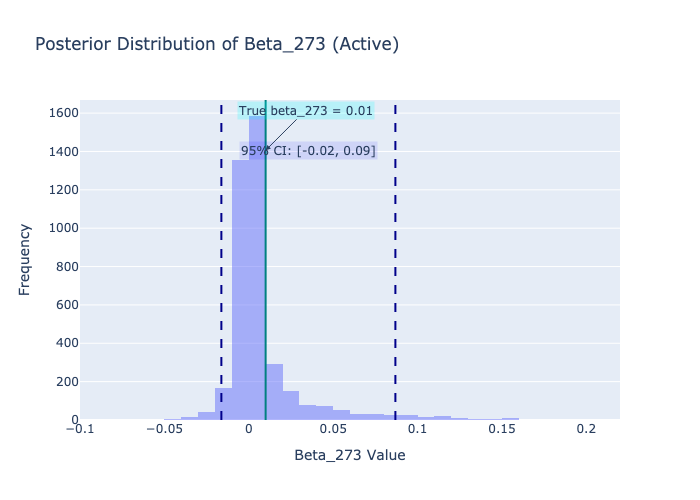 Posterior Distribution of Beta_273 (Active)
True beta_273 = 0.01
95% CI: [-0.02, 0.09]
1600
1400
1200
1000
800
600
400
200
0
Frequency
−0.1 −0.05 0 0.05 0.1 0.15 0.2
Beta_273 Value